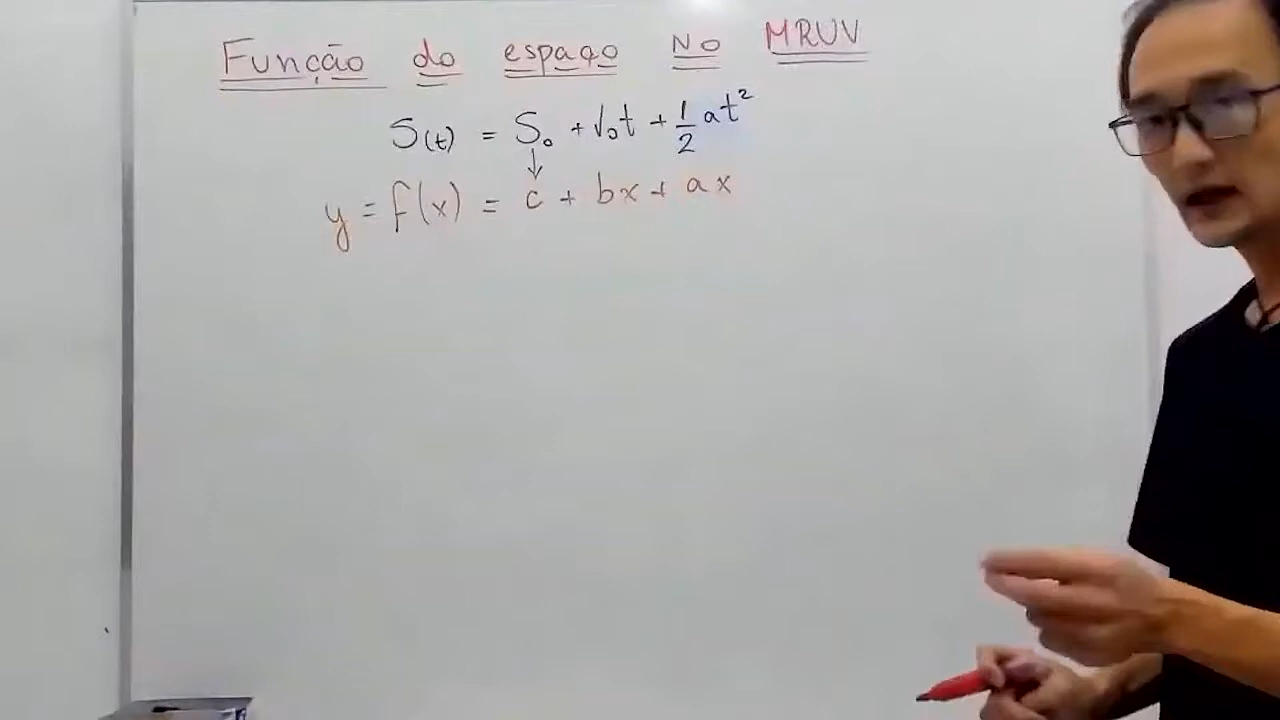 Função do espaço No MRUV
S(t) = S₀ + V₀t + 1/2 at²
↓
y = f(x) = c + bx + ax